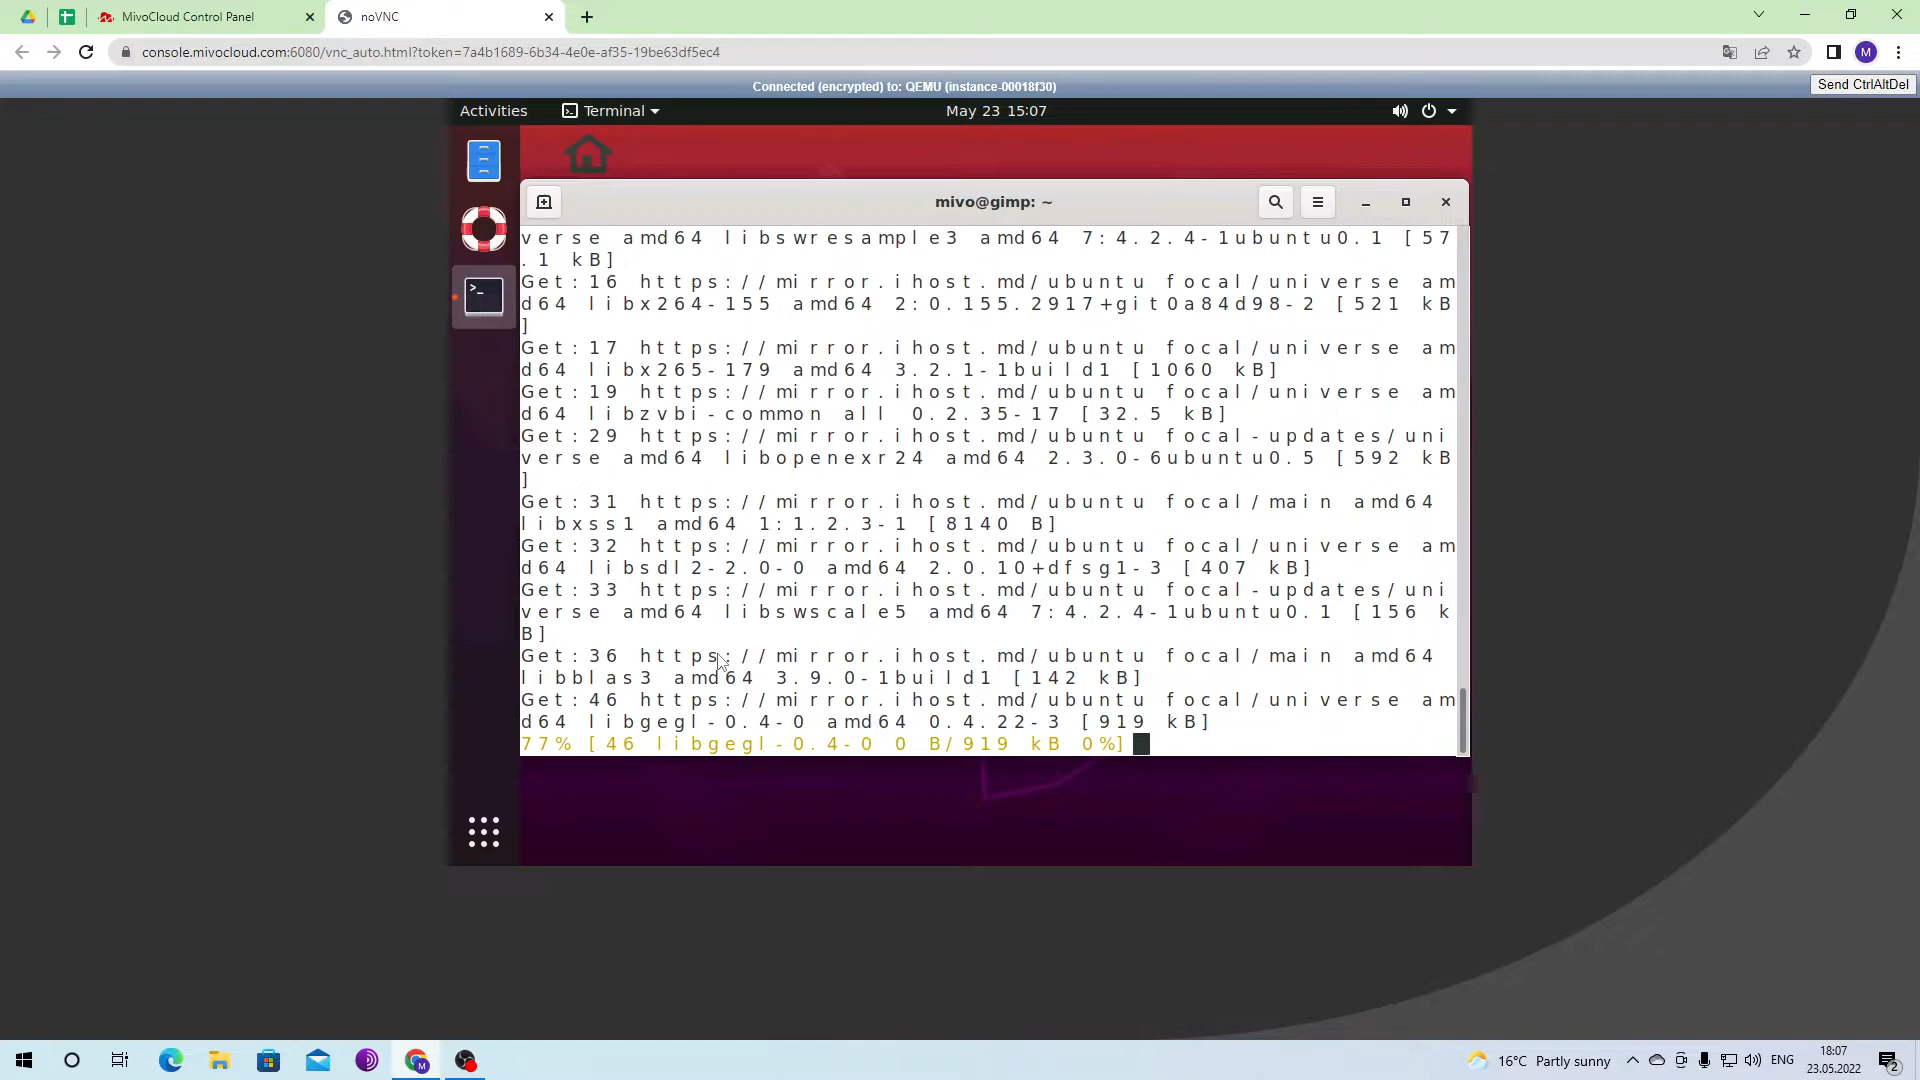 MivoCloud Control Panel
noVNC
console.mivocloud.com:6080/vnc_auto.html?token=7a4b1689-6b34-4e0e-af35-19be63df5ec4
M
Connected (encrypted) to: QEMU (instance-00018f30)
Send CtrlAltDel
Activities
Terminal
May 23 15:07
mivo@gimp: ~
verse amd64 libswresample3 amd64 7:4.2.4-1ubuntu0.1 [57
.1 kB]
Get:16 https://mirror.ihost.md/ubuntu focal/universe am
d64 libx264-155 amd64 2:0.155.2917+git0a84d98-2 [521 kB
]
Get:17 https://mirror.ihost.md/ubuntu focal/universe am
d64 libx265-179 amd64 3.2.1-1build1 [1060 kB]
Get:19 https://mirror.ihost.md/ubuntu focal/universe am
d64 libzvbi-common all 0.2.35-17 [32.5 kB]
Get:29 https://mirror.ihost.md/ubuntu focal-updates/uni
verse amd64 libopenexr24 amd64 2.3.0-6ubuntu0.5 [592 kB
]
Get:31 https://mirror.ihost.md/ubuntu focal/main amd64
libxss1 amd64 1:1.2.3-1 [8140 B]
Get:32 https://mirror.ihost.md/ubuntu focal/universe am
d64 libsdl2-2.0-0 amd64 2.0.10+dfsg1-3 [407 kB]
Get:33 https://mirror.ihost.md/ubuntu focal-updates/uni
verse amd64 libswscale5 amd64 7:4.2.4-1ubuntu0.1 [156 k
B]
Get:36 https://mirror.ihost.md/ubuntu focal/main amd64
libblas3 amd64 3.9.0-1build1 [142 kB]
Get:46 https://mirror.ihost.md/ubuntu focal/universe am
d64 libgegl-0.4-0 amd64 0.4.22-3 [919 kB]
77% [46 libgegl-0.4-0 0 B/919 kB 0%]
16°C Partly sunny
ENG
18:07
23.05.2022
2